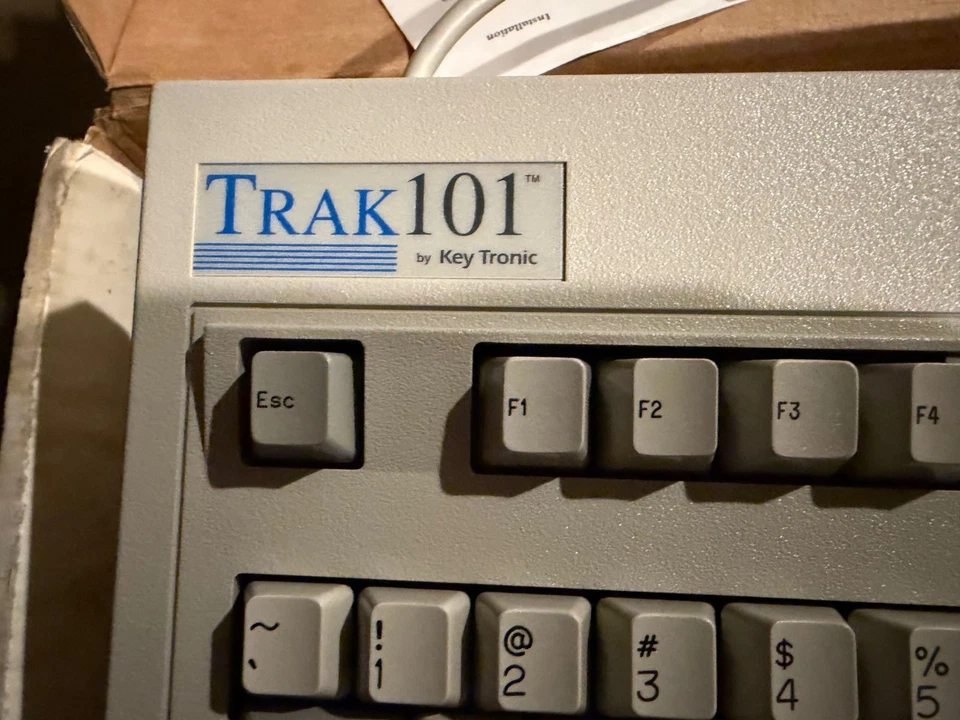 Installation
TRAK101™
by Key Tronic
Esc
F1
F2
F3
F4
~
`
!
1
@
2
#
3
$
4
%
5